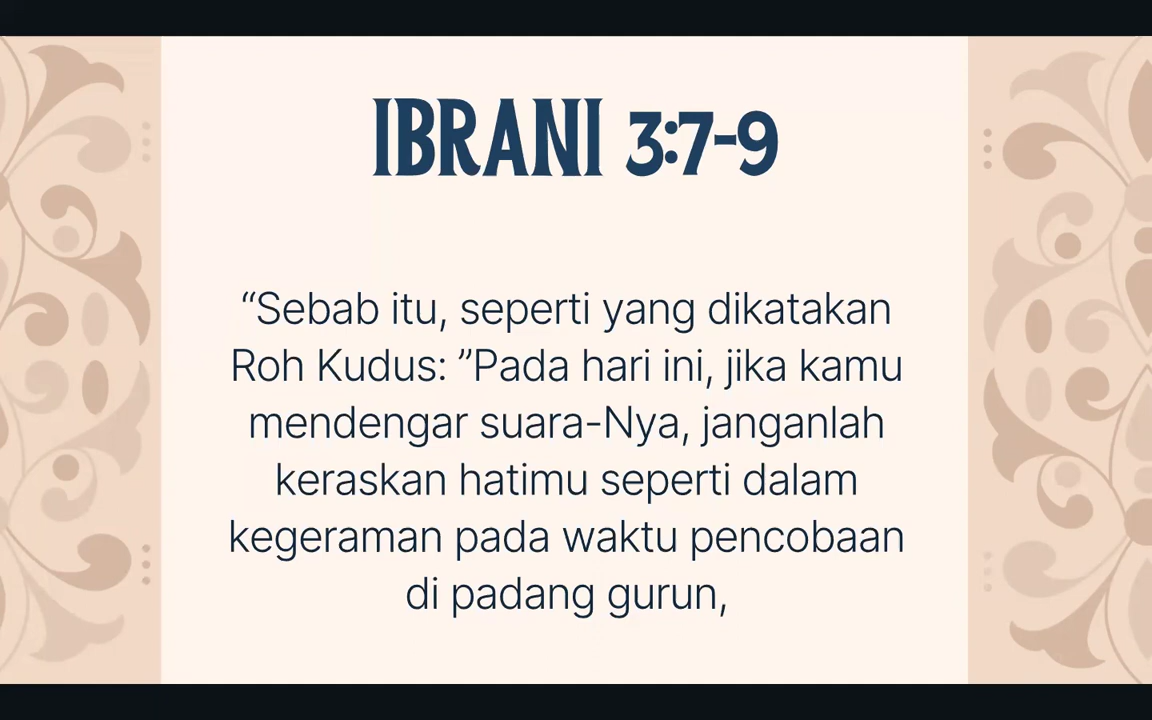 IBRANI 3:7-9
“Sebab itu, seperti yang dikatakan
Roh Kudus: ”Pada hari ini, jika kamu
mendengar suara-Nya, janganlah
keraskan hatimu seperti dalam
kegeraman pada waktu pencobaan
di padang gurun,